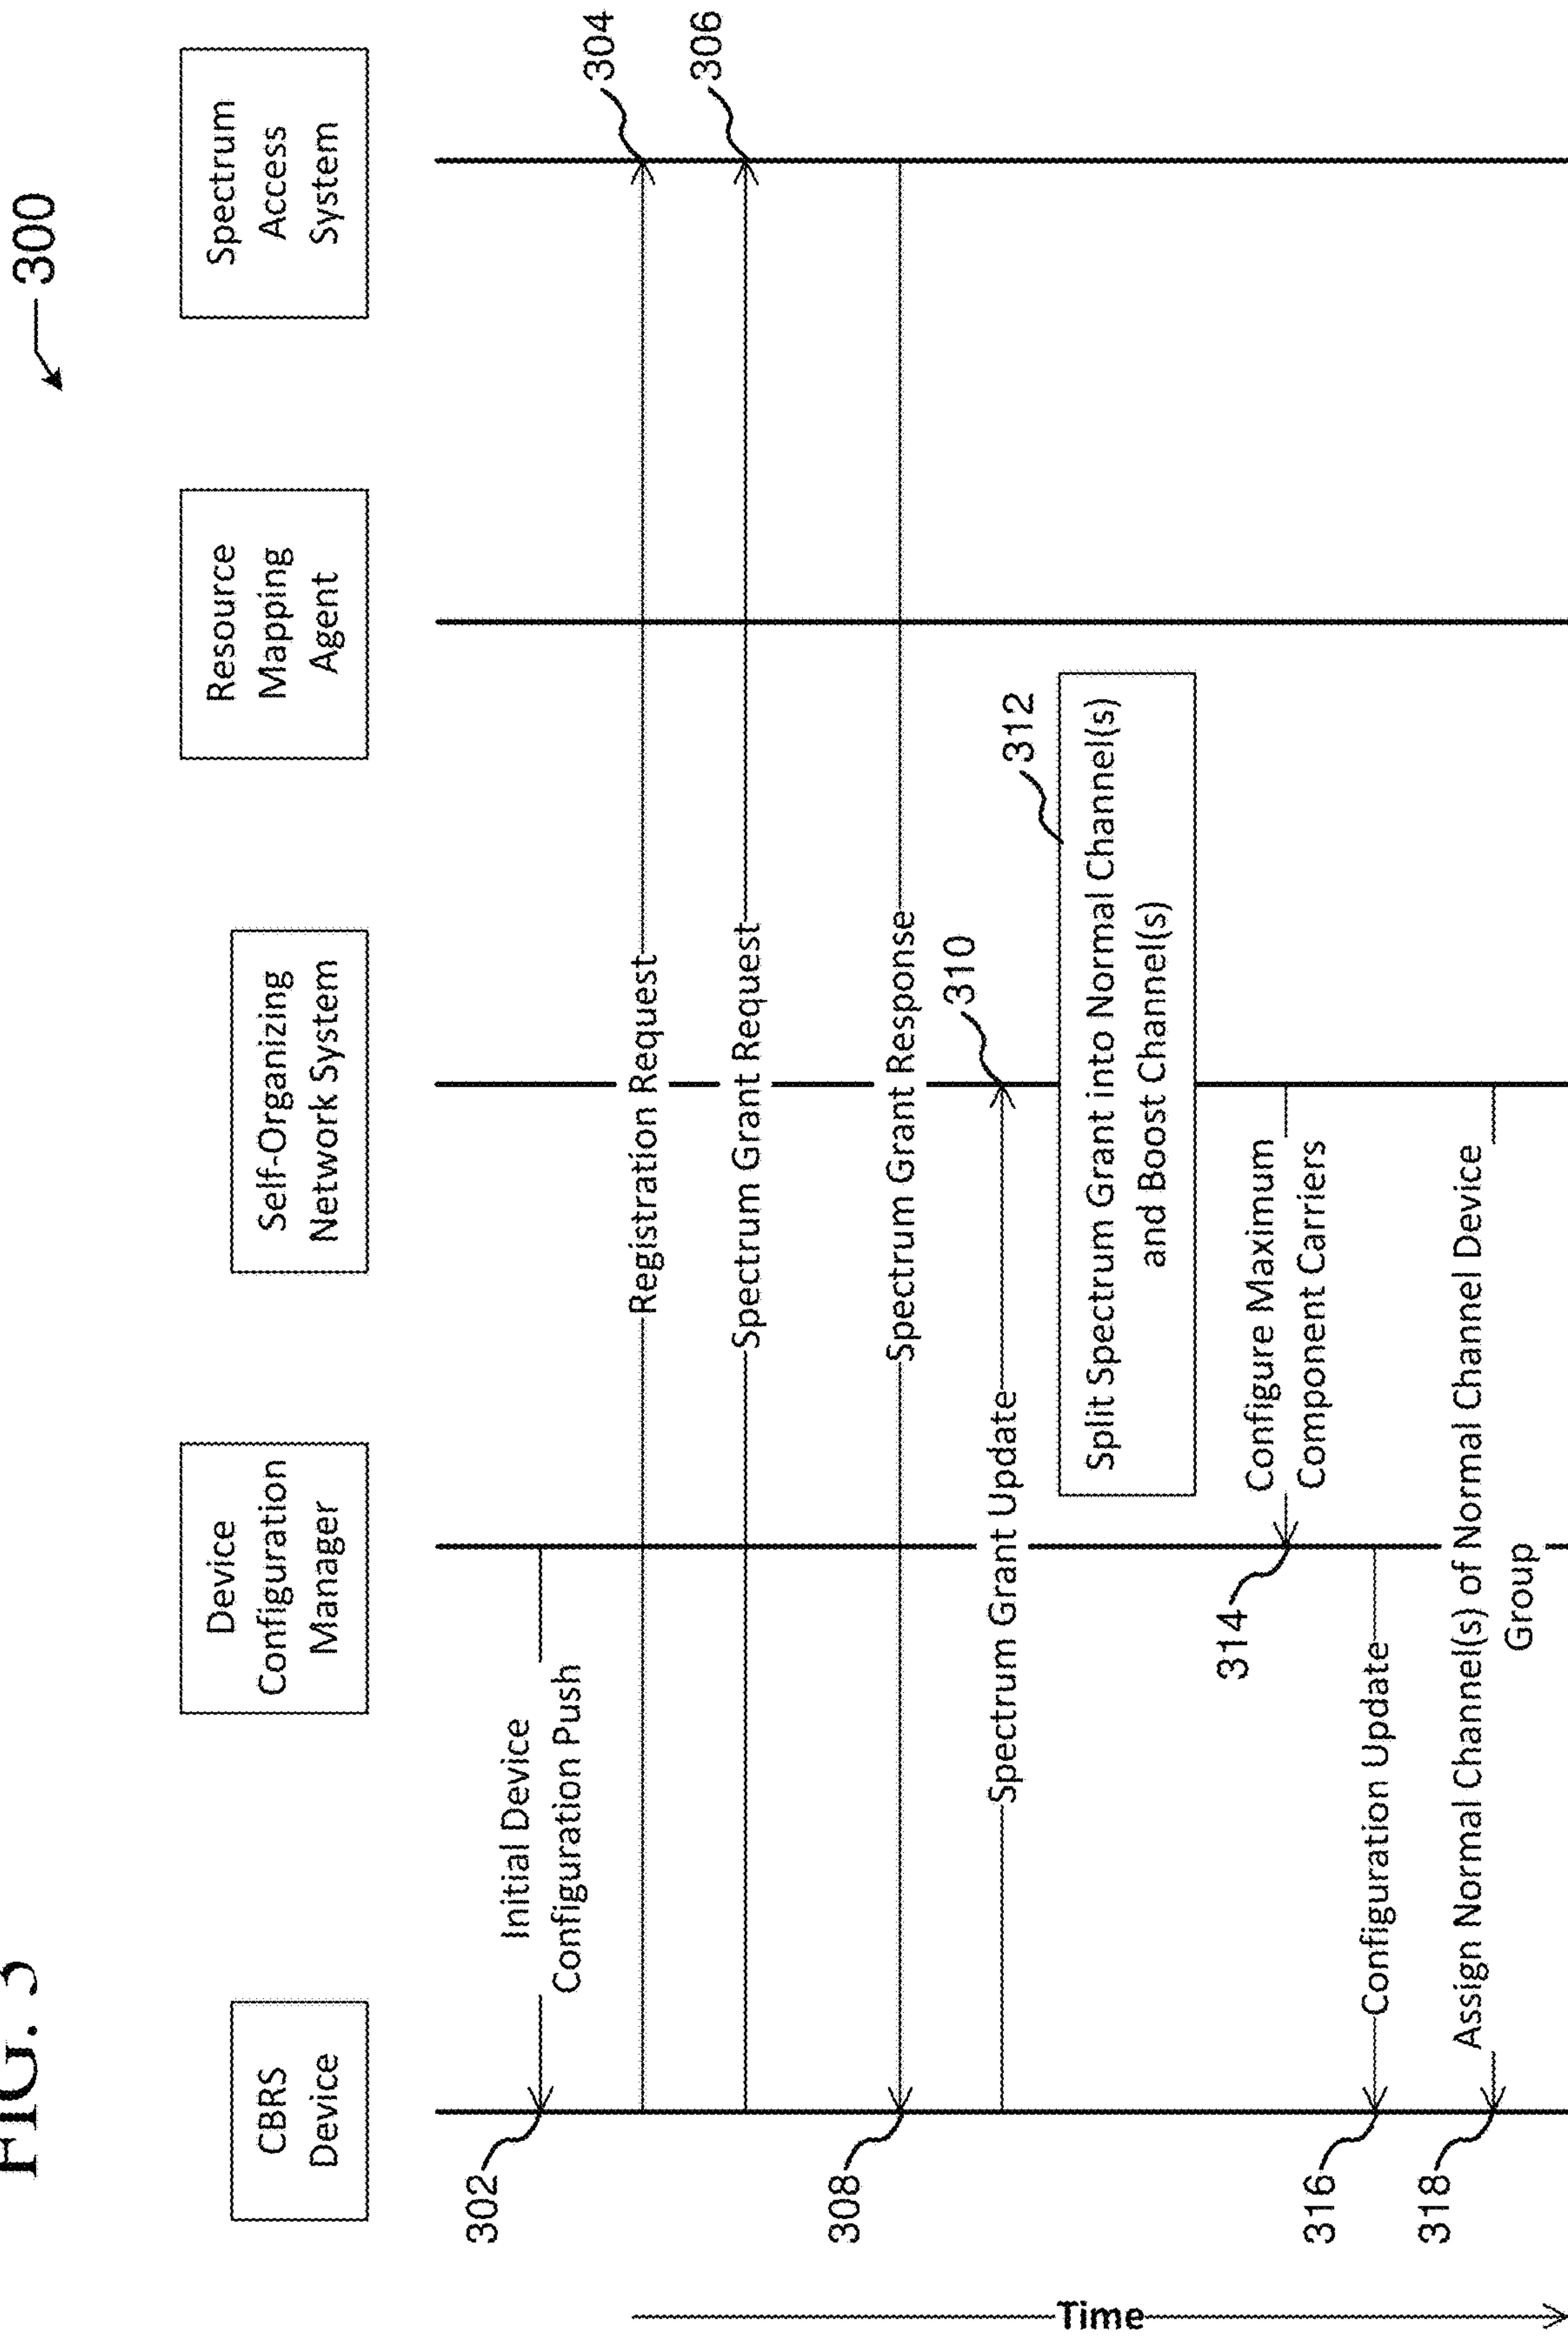 FIG. 3
300
CBRS
Device
Device
Configuration
Manager
Self-Organizing
Network System
Resource
Mapping
Agent
Spectrum
Access
System
302
Initial Device
Configuration Push
Registration Request
304
Spectrum Grant Request
306
308
Spectrum Grant Response
Spectrum Grant Update
310
312
Split Spectrum Grant into Normal Channel(s)
and Boost Channel(s)
314
Configure Maximum
Component Carriers
316
Configuration Update
318
Assign Normal Channel(s) of Normal Channel Device
Group
Time